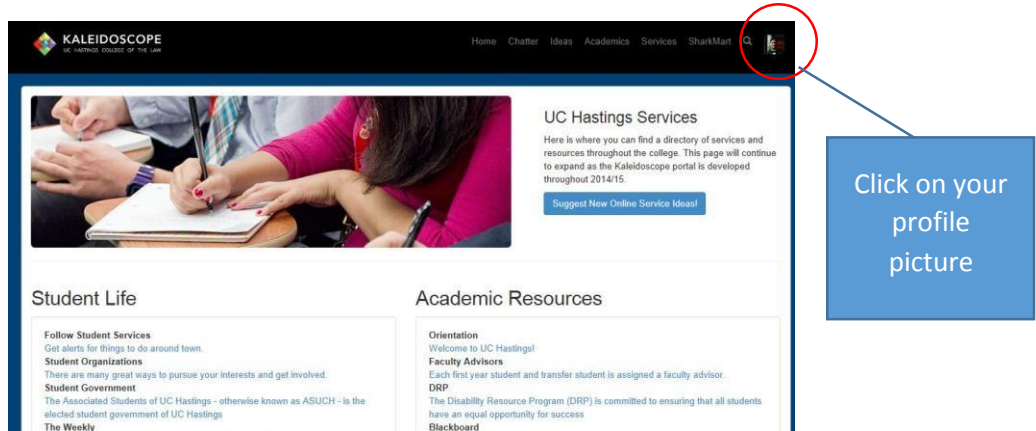 KALEIDOSCOPE
UC HASTINGS COLLEGE OF THE LAW
Home Chatter Ideas Academics Services SharkMart
UC Hastings Services
Here is where you can find a directory of services and
resources throughout the college. This page will continue
to expand as the Kaleidoscope portal is developed
throughout 2014/15.
Suggest New Online Service Ideas!
Click on your
profile
picture
Student Life
Follow Student Services
Get alerts for things to do around town.
Student Organizations
There are many great ways to pursue your interests and get involved.
Student Government
The Associated Students of UC Hastings - otherwise known as ASUCH - is the
elected student government of UC Hastings
The Weekly
Academic Resources
Orientation
Welcome to UC Hastings!
Faculty Advisors
Each first year student and transfer student is assigned a faculty advisor.
DRP
The Disability Resource Program (DRP) is committed to ensuring that all students
have an equal opportunity for success
Blackboard